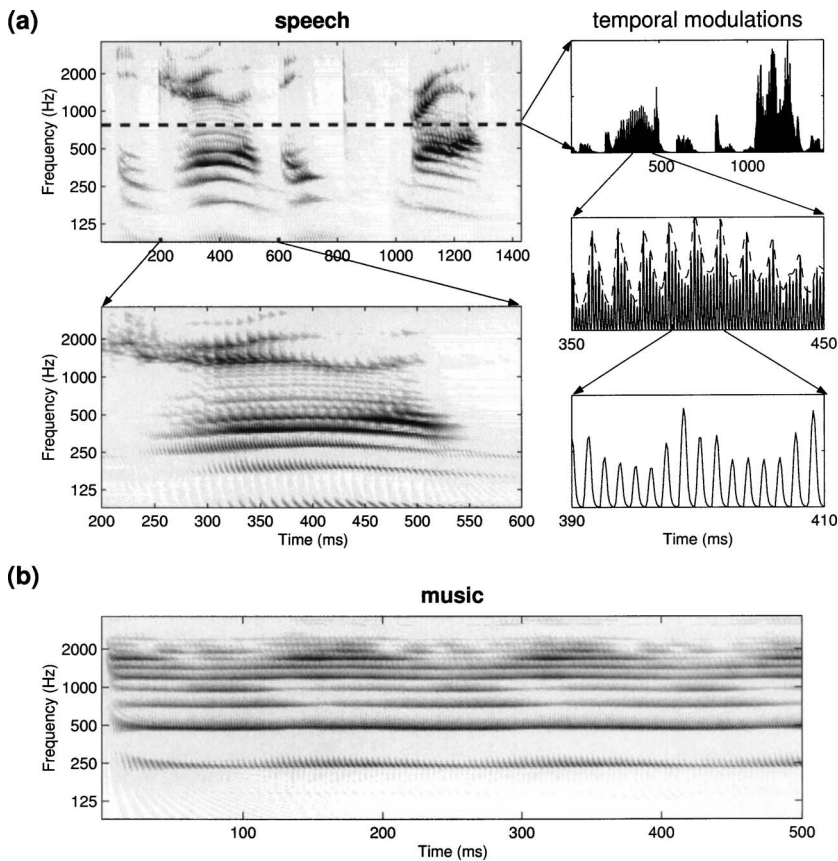 (a)
speech
temporal modulations
Frequency (Hz)
2000
1000
500
250
125
200 400 600 800 1000 1200 1400
500 1000
350 450
Frequency (Hz)
2000
1000
500
250
125
200 250 300 350 400 450 500 550 600
Time (ms)
390 410
Time (ms)
(b)
music
Frequency (Hz)
2000
1000
500
250
125
100 200 300 400 500
Time (ms)